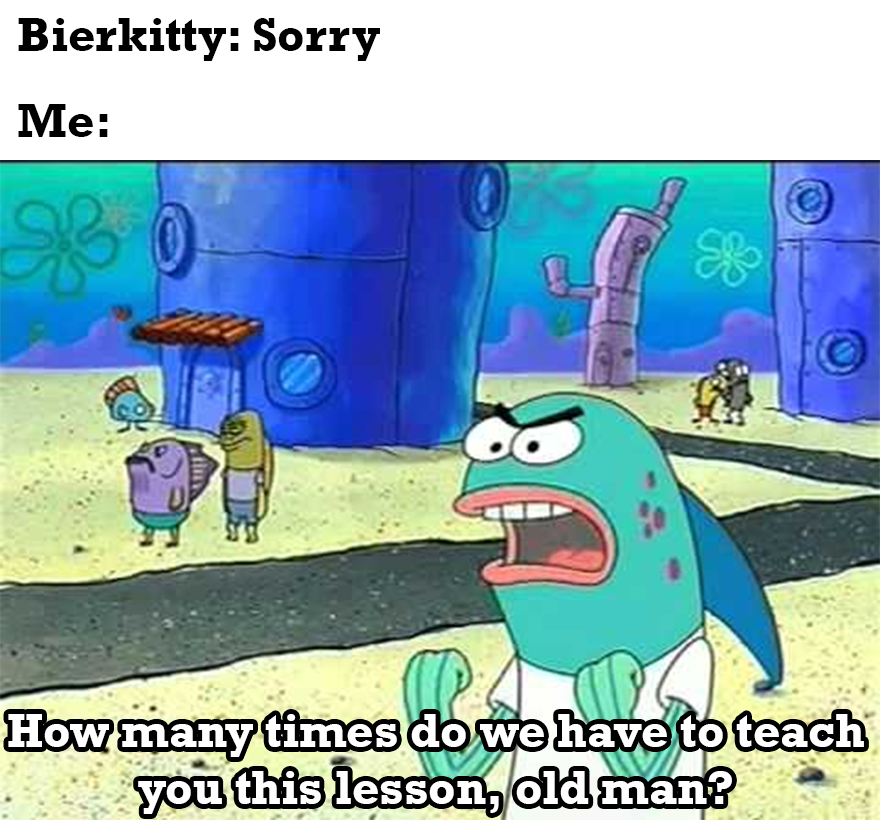 Bierkitty: Sorry
Me:
How many times do we have to teach
you this lesson, old man?